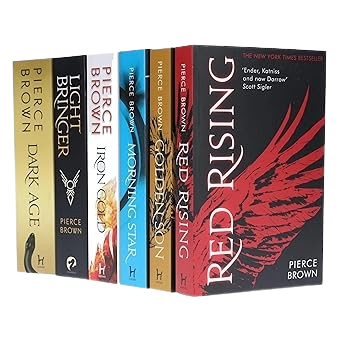 PIERCE
BROWN
DARK AGE
LIGHT
BRINGER
PIERCE
BROWN
PIERCE
BROWN
IRON GOLD
PIERCE BROWN
MORNING STAR
PIERCE BROWN
GOLDEN SON
PIERCE BROWN
RED RISING
THE NEW YORK TIMES BESTSELLER
'Ender, Katniss
and now Darrow'
Scott Sigler
RED RISING
PIERCE
BROWN